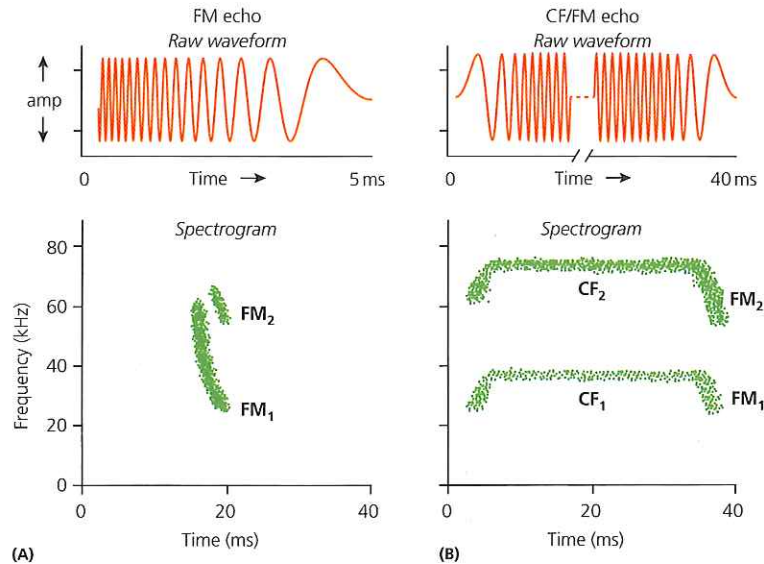 FM echo
Raw waveform
amp
0 Time → 5 ms
Spectrogram
Frequency (kHz)
80
60
40
20
0
FM2
FM1
0 20 40
Time (ms)
(A)
CF/FM echo
Raw waveform
0 Time → 40 ms
Spectrogram
CF2
FM2
CF1
FM1
0 20 40
Time (ms)
(B)